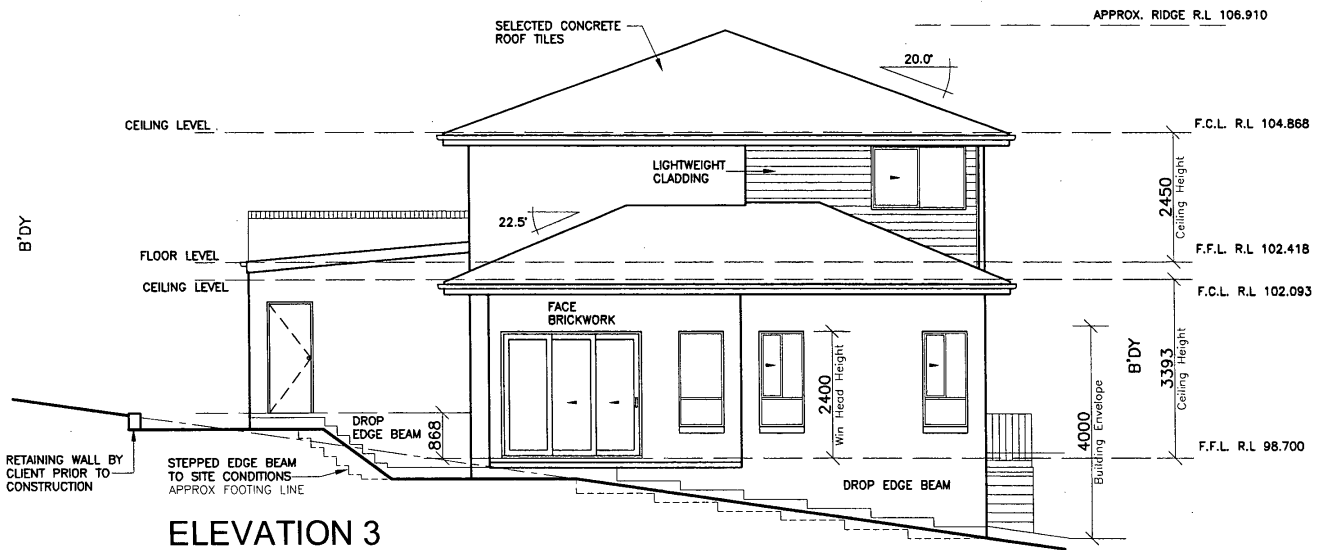 APPROX. RIDGE R.L 106.910
SELECTED CONCRETE
ROOF TILES
20.0°
CEILING LEVEL
F.C.L. R.L 104.868
LIGHTWEIGHT
CLADDING
2450
Ceiling Height
B'DY
22.5°
FLOOR LEVEL
F.F.L. R.L 102.418
CEILING LEVEL
F.C.L. R.L 102.093
FACE
BRICKWORK
2400
Win Head Height
4000
Building Envelope
B'DY
3393
Ceiling Height
DROP
EDGE BEAM
868
F.F.L. R.L 98.700
RETAINING WALL BY
CLIENT PRIOR TO
CONSTRUCTION
STEPPED EDGE BEAM
TO SITE CONDITIONS
APPROX FOOTING LINE
DROP EDGE BEAM
ELEVATION 3